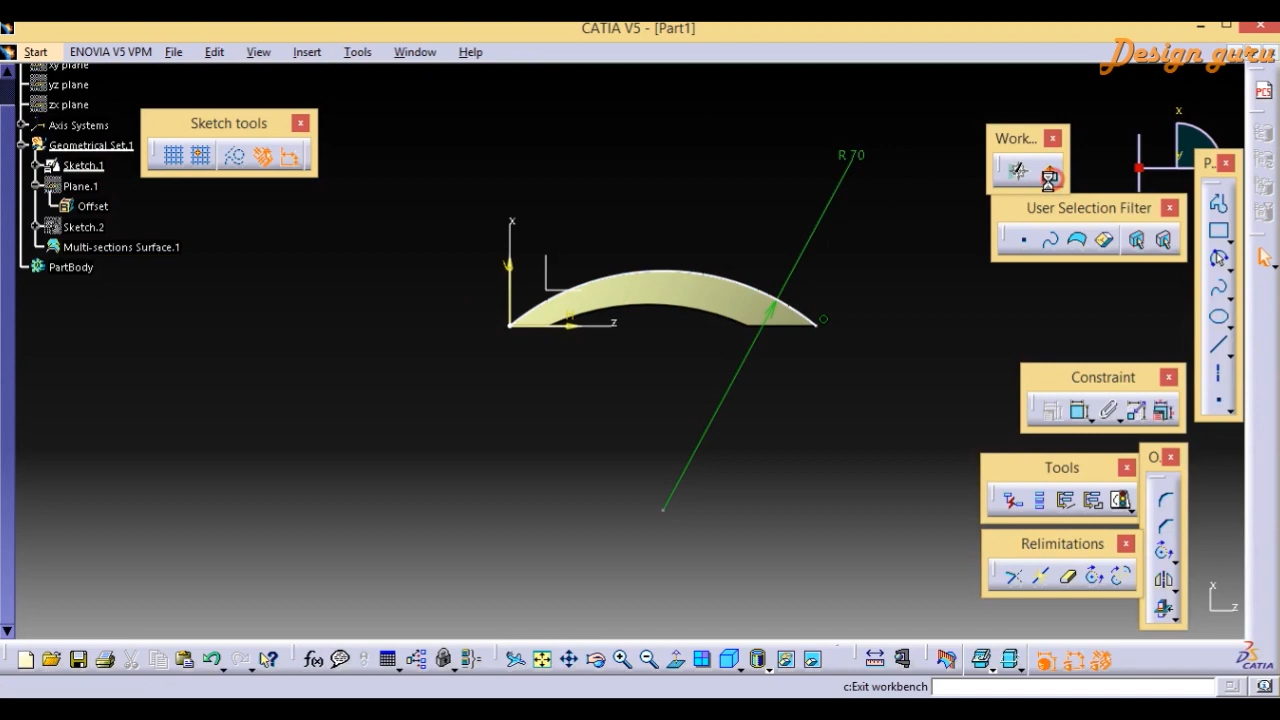 CATIA V5 - [Part1]
Start ENOVIA V5 VPM File Edit View Insert Tools Window Help
Design guru
xy plane
yz plane
zx plane
Axis Systems
Geometrical Set.1
Sketch.1
Plane.1
Offset
Sketch.2
Multi-sections Surface.1
PartBody
Sketch tools
R 70
x
V
H
z
x
y
Work...
P..
User Selection Filter
Constraint
Tools
O.
Relimitations
x
z
PCS
f(x)
CATIA
c:Exit workbench